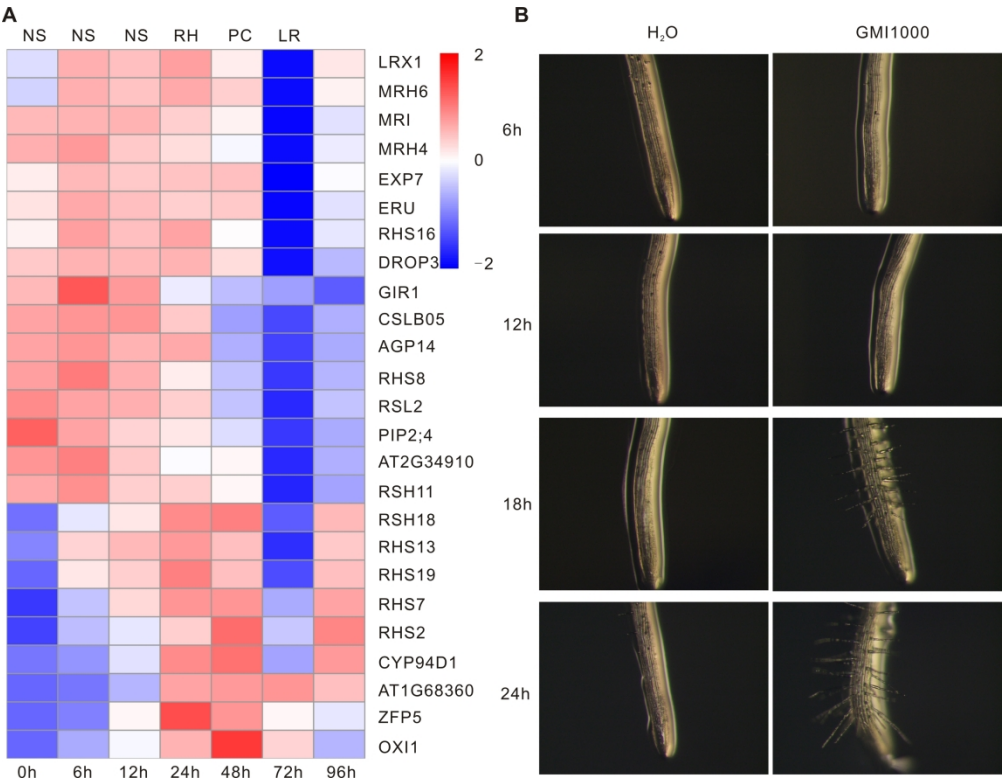 A
NS NS NS RH PC LR
LRX1
MRH6
MRI
MRH4
EXP7
ERU
RHS16
DROP3
GIR1
CSLB05
AGP14
RHS8
RSL2
PIP2;4
AT2G34910
RSH11
RSH18
RHS13
RHS19
RHS7
RHS2
CYP94D1
AT1G68360
ZFP5
OXI1
0h 6h 12h 24h 48h 72h 96h
2
0
−2
B
H₂O GMI1000
6h
12h
18h
24h